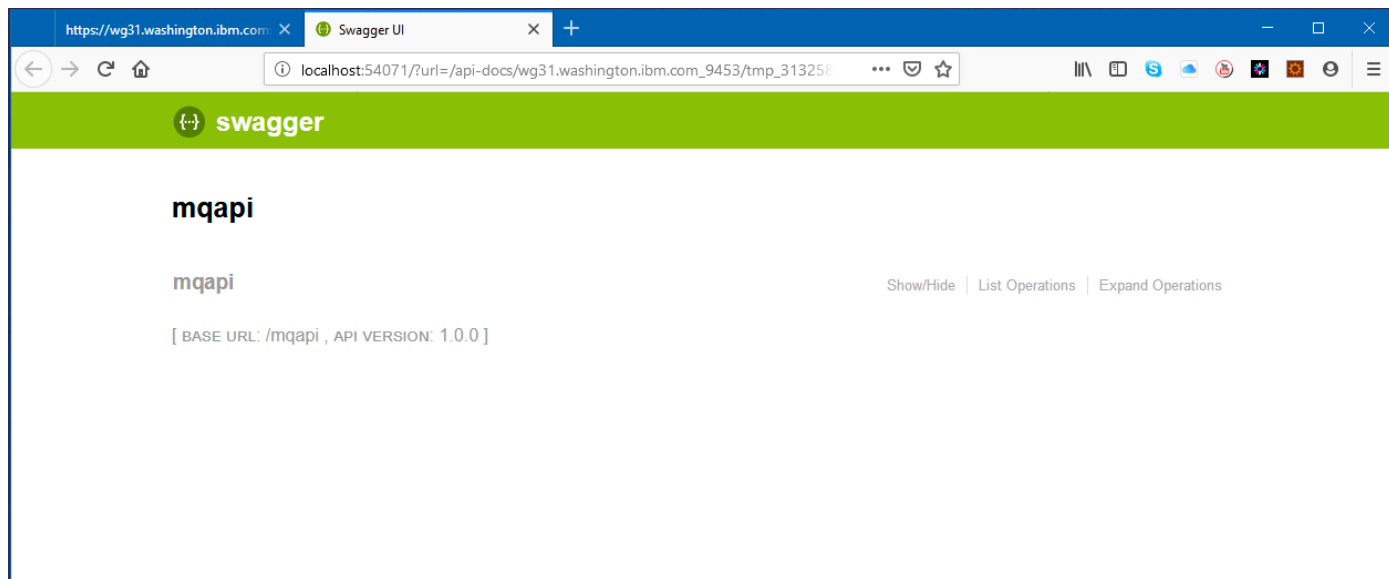 https://wg31.washington.ibm.com
Swagger UI
localhost:54071/?url=/api-docs/wg31.washington.ibm.com_9453/tmp_313258
swagger
mqapi
mqapi
Show/Hide
List Operations
Expand Operations
[ BASE URL: /mqapi , API VERSION: 1.0.0 ]